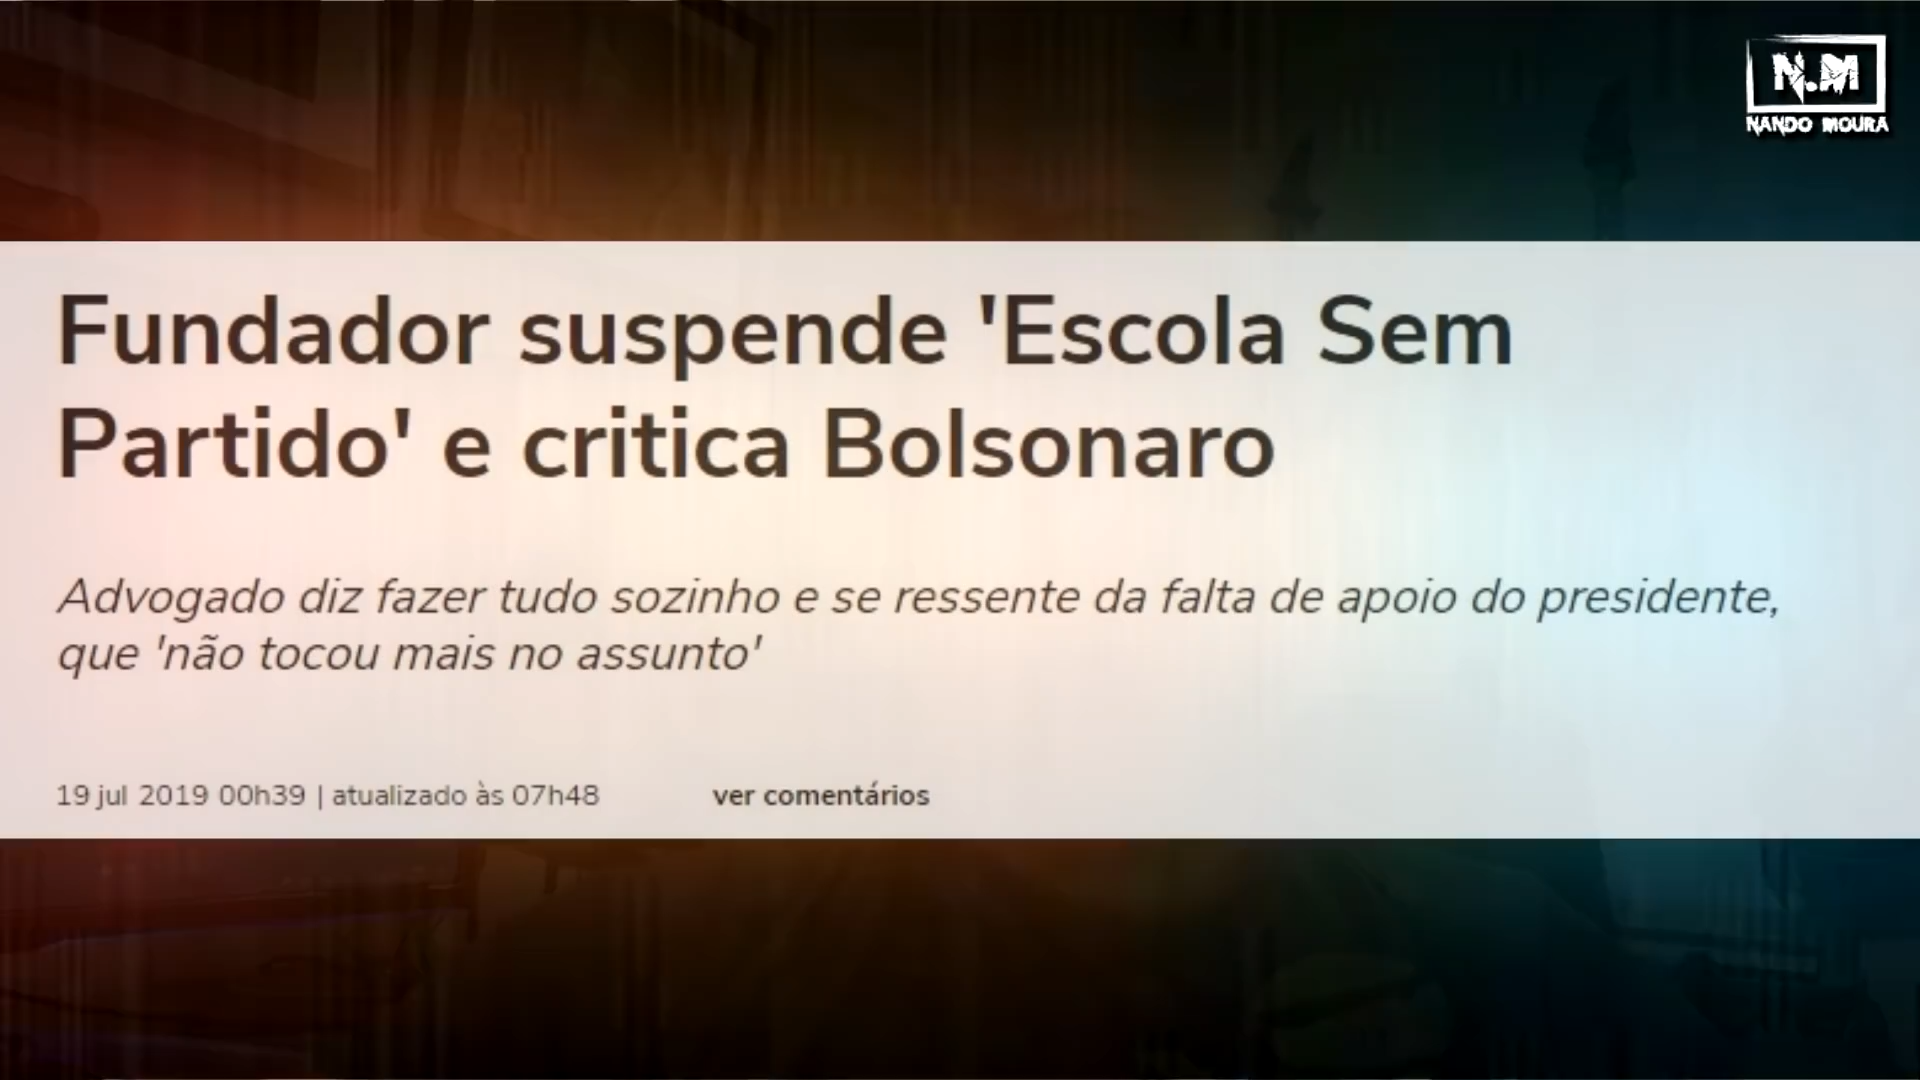 N.M
NANDO MOURA
Fundador suspende 'Escola Sem
Partido' e critica Bolsonaro
Advogado diz fazer tudo sozinho e se ressente da falta de apoio do presidente,
que 'não tocou mais no assunto'
19 jul 2019 00h39 | atualizado às 07h48 ver comentários